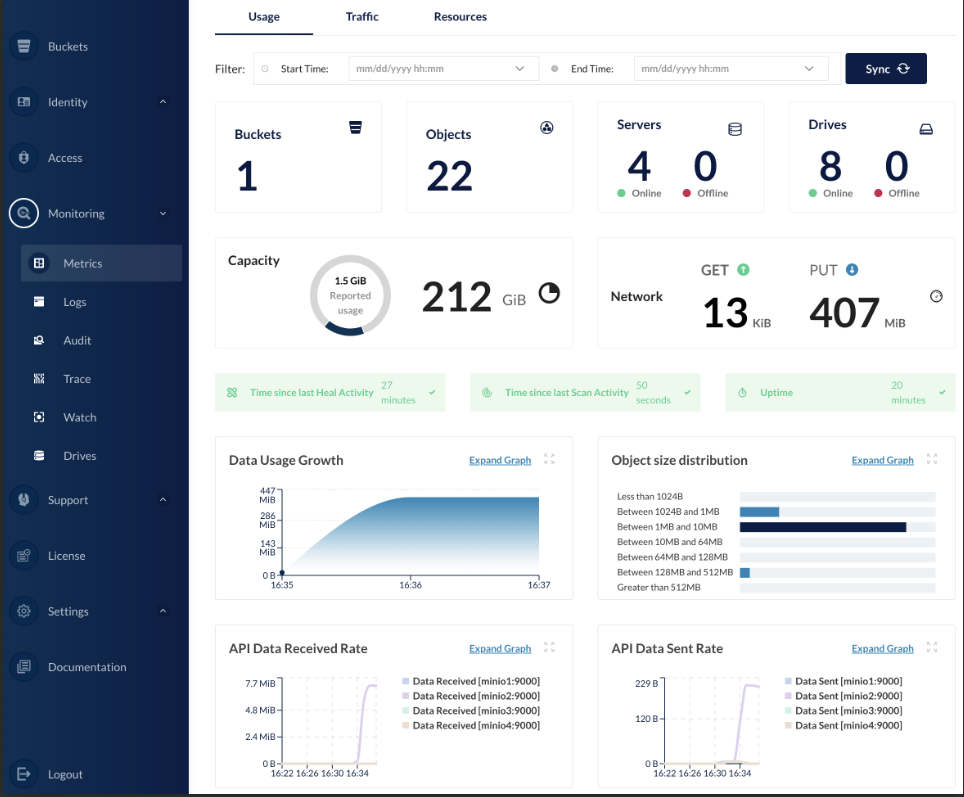 Buckets
Identity
Access
Monitoring
Metrics
Logs
Audit
Trace
Watch
Drives
Support
License
Settings
Documentation
Logout
Usage Traffic Resources
Filter: Start Time: mm/dd/yyyy hh:mm End Time: mm/dd/yyyy hh:mm Sync
Buckets
1
Objects
22
Servers
4 0
Online Offline
Drives
8 0
Online Offline
Capacity
1.5 GiB
Reported
usage
212 GiB
Network
GET PUT
13 KiB 407 MiB
Time since last Heal Activity 27
minutes
Time since last Scan Activity 50
seconds
Uptime 20
minutes
Data Usage Growth Expand Graph
447
MiB
286
MiB
143
MiB
0 B
16:35 16:36 16:37
Object size distribution Expand Graph
Less than 1024B
Between 1024B and 1MB
Between 1MB and 10MB
Between 10MB and 64MB
Between 64MB and 128MB
Between 128MB and 512MB
Greater than 512MB
API Data Received Rate Expand Graph
7.7 MiB
4.8 MiB
2.4 MiB
0 B
16:22 16:26 16:30 16:34
Data Received [minio1:9000]
Data Received [minio2:9000]
Data Received [minio3:9000]
Data Received [minio4:9000]
API Data Sent Rate Expand Graph
229 B
120 B
0 B
16:22 16:26 16:30 16:34
Data Sent [minio1:9000]
Data Sent [minio2:9000]
Data Sent [minio3:9000]
Data Sent [minio4:9000]